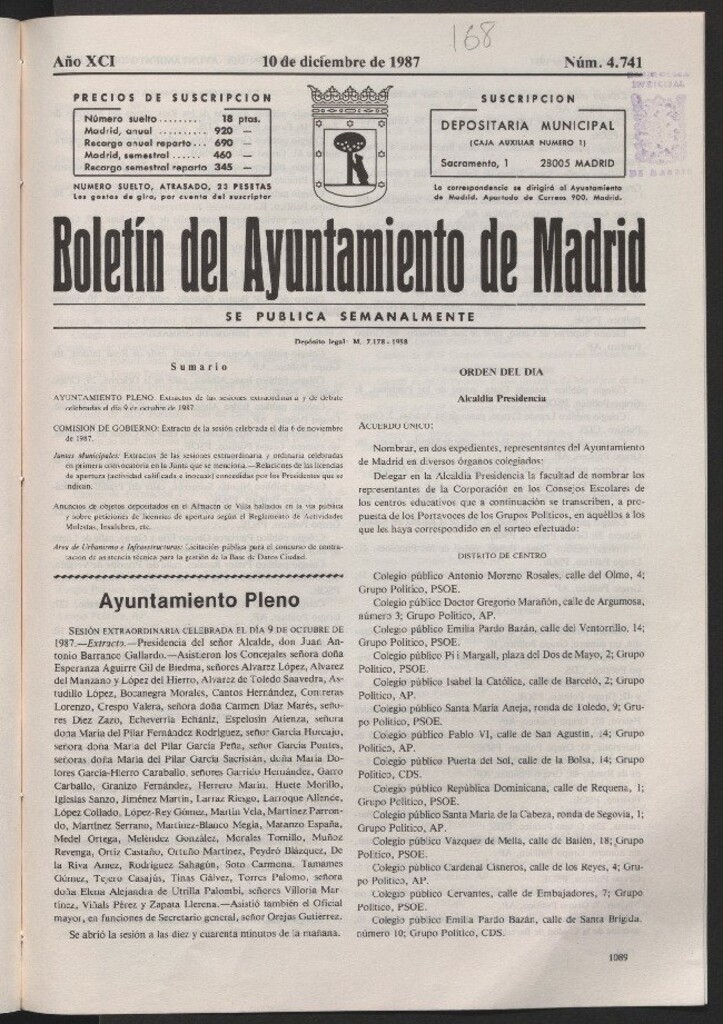 168
Año XCI 10 de diciembre de 1987 Núm. 4.741
PRECIOS DE SUSCRIPCION
Número suelto ........ 18 ptas.
Madrid, anual .......... 920 —
Recargo anual reparto ... 690 —
Madrid, semestral ...... 460 —
Recargo semestral reparto 345 —
NUMERO SUELTO, ATRASADO, 23 PESETAS
Los gastos de giro, por cuenta del suscriptor
SUSCRIPCION
DEPOSITARIA MUNICIPAL
(CAJA AUXILIAR NUMERO 1)
Sacramento, 1 28005 MADRID
La correspondencia se dirigirá al Ayuntamiento
de Madrid. Apartado de Correos 900. Madrid.
Boletín del Ayuntamiento de Madrid
SE PUBLICA SEMANALMENTE
Depósito legal: M. 7.178 - 1958
Sumario
AYUNTAMIENTO PLENO: Extractos de las sesiones extraordinaria y de debate
celebradas el día 9 de octubre de 1987.
COMISION DE GOBIERNO: Extracto de la sesión celebrada el día 6 de noviembre
de 1987.
Juntas Municipales: Extractos de las sesiones extraordinaria y ordinaria celebradas
en primera convocatoria en la Junta que se menciona.—Relaciones de las licencias
de apertura (actividad calificada e inocuas) concedidas por los Presidentes que se
indican.
Anuncios de objetos depositados en el Almacén de Villa hallados en la vía pública
y sobre peticiones de licencias de apertura según el Reglamento de Actividades
Molestas, Insalubres, etc.
Area de Urbanismo e Infraestructuras: Licitación pública para el concurso de contra-
tación de asistencia técnica para la gestión de la Base de Datos Ciudad.
Ayuntamiento Pleno
SESIÓN EXTRAORDINARIA CELEBRADA EL DÍA 9 DE OCTUBRE DE
1987.—Extracto.—Presidencia del señor Alcalde, don Juan An-
tonio Barranco Gallardo.—Asistieron los Concejales señora doña
Esperanza Aguirre Gil de Biedma, señores Alvarez López, Alvarez
del Manzano y López del Hierro, Alvarez de Toledo Saavedra, As-
tudillo López, Bocanegra Morales, Cantos Hernández, Contreras
Lorenzo, Crespo Valera, señora doña Carmen Díaz Marés, seño-
res Díez Zazo, Echeverría Echániz, Espelosín Atienza, señora
doña María del Pilar Fernández Rodríguez, señor García Horcajo,
señora doña María del Pilar García Peña, señor García Pontes,
señoras doña María del Pilar García Sacristán, doña María Do-
lores García-Hierro Caraballo, señores Garrido Hernández, Garro
Carballo, Granizo Fernández, Herrero Marín, Huete Morillo,
Iglesias Sanzo, Jiménez Martín, Larraz Riesgo, Larroque Allende,
López Collado, López-Rey Gómez, Martín Vela, Martínez Parron-
do, Martínez Serrano, Martínez-Blanco Megía, Matanzo España,
Medel Ortega, Meléndez González, Morales Tomillo, Muñoz
Revenga, Ortiz Castaño, Ortuño Martínez, Peydró Blázquez, De
la Riva Amez, Rodríguez Sahagún, Soto Carmona, Tamames
Gómez, Tejero Casajús, Tinas Gálvez, Torres Palomo, señora
doña Elena Alejandra de Utrilla Palombi, señores Villoria Mar-
tínez, Viñals Pérez y Zapata Llerena.—Asistió también el Oficial
mayor, en funciones de Secretario general, señor Orejas Gutiérrez.
Se abrió la sesión a las diez y cuarenta minutos de la mañana.
ORDEN DEL DIA
Alcaldía Presidencia
ACUERDO ÚNICO:
Nombrar, en dos expedientes, representantes del Ayuntamiento
de Madrid en diversos órganos colegiados:
Delegar en la Alcaldía Presidencia la facultad de nombrar los
representantes de la Corporación en los Consejos Escolares de
los centros educativos que a continuación se transcriben, a pro-
puesta de los Portavoces de los Grupos Políticos, en aquéllos a los
que les haya correspondido en el sorteo efectuado:
DISTRITO DE CENTRO
Colegio público Antonio Moreno Rosales, calle del Olmo, 4;
Grupo Político, PSOE.
Colegio público Doctor Gregorio Marañón, calle de Argumosa,
número 3; Grupo Político, AP.
Colegio público Emilia Pardo Bazán, calle del Ventorrillo, 14;
Grupo Político, PSOE.
Colegio público Pi i Margall, plaza del Dos de Mayo, 2; Grupo
Político, PSOE.
Colegio público Isabel la Católica, calle de Barceló, 2; Grupo
Político, AP.
Colegio público Santa María Aneja, ronda de Toledo, 9; Gru-
po Político, PSOE.
Colegio público Pablo VI, calle de San Agustín, 14; Grupo
Político, AP.
Colegio público Puerta del Sol, calle de la Bolsa, 14; Grupo
Político, CDS.
Colegio público República Dominicana, calle de Requena, 1;
Grupo Político, PSOE.
Colegio público Santa María de la Cabeza, ronda de Segovia, 1;
Grupo Político, AP.
Colegio público Vázquez de Mella, calle de Bailén, 18; Grupo
Político, PSOE.
Colegio público Cardenal Cisneros, calle de los Reyes, 4; Gru-
po Político, AP.
Colegio público Cervantes, calle de Embajadores, 7; Grupo
Político, PSOE.
Colegio público Emilia Pardo Bazán, calle de Santa Brígida,
número 10; Grupo Político, CDS.
1089